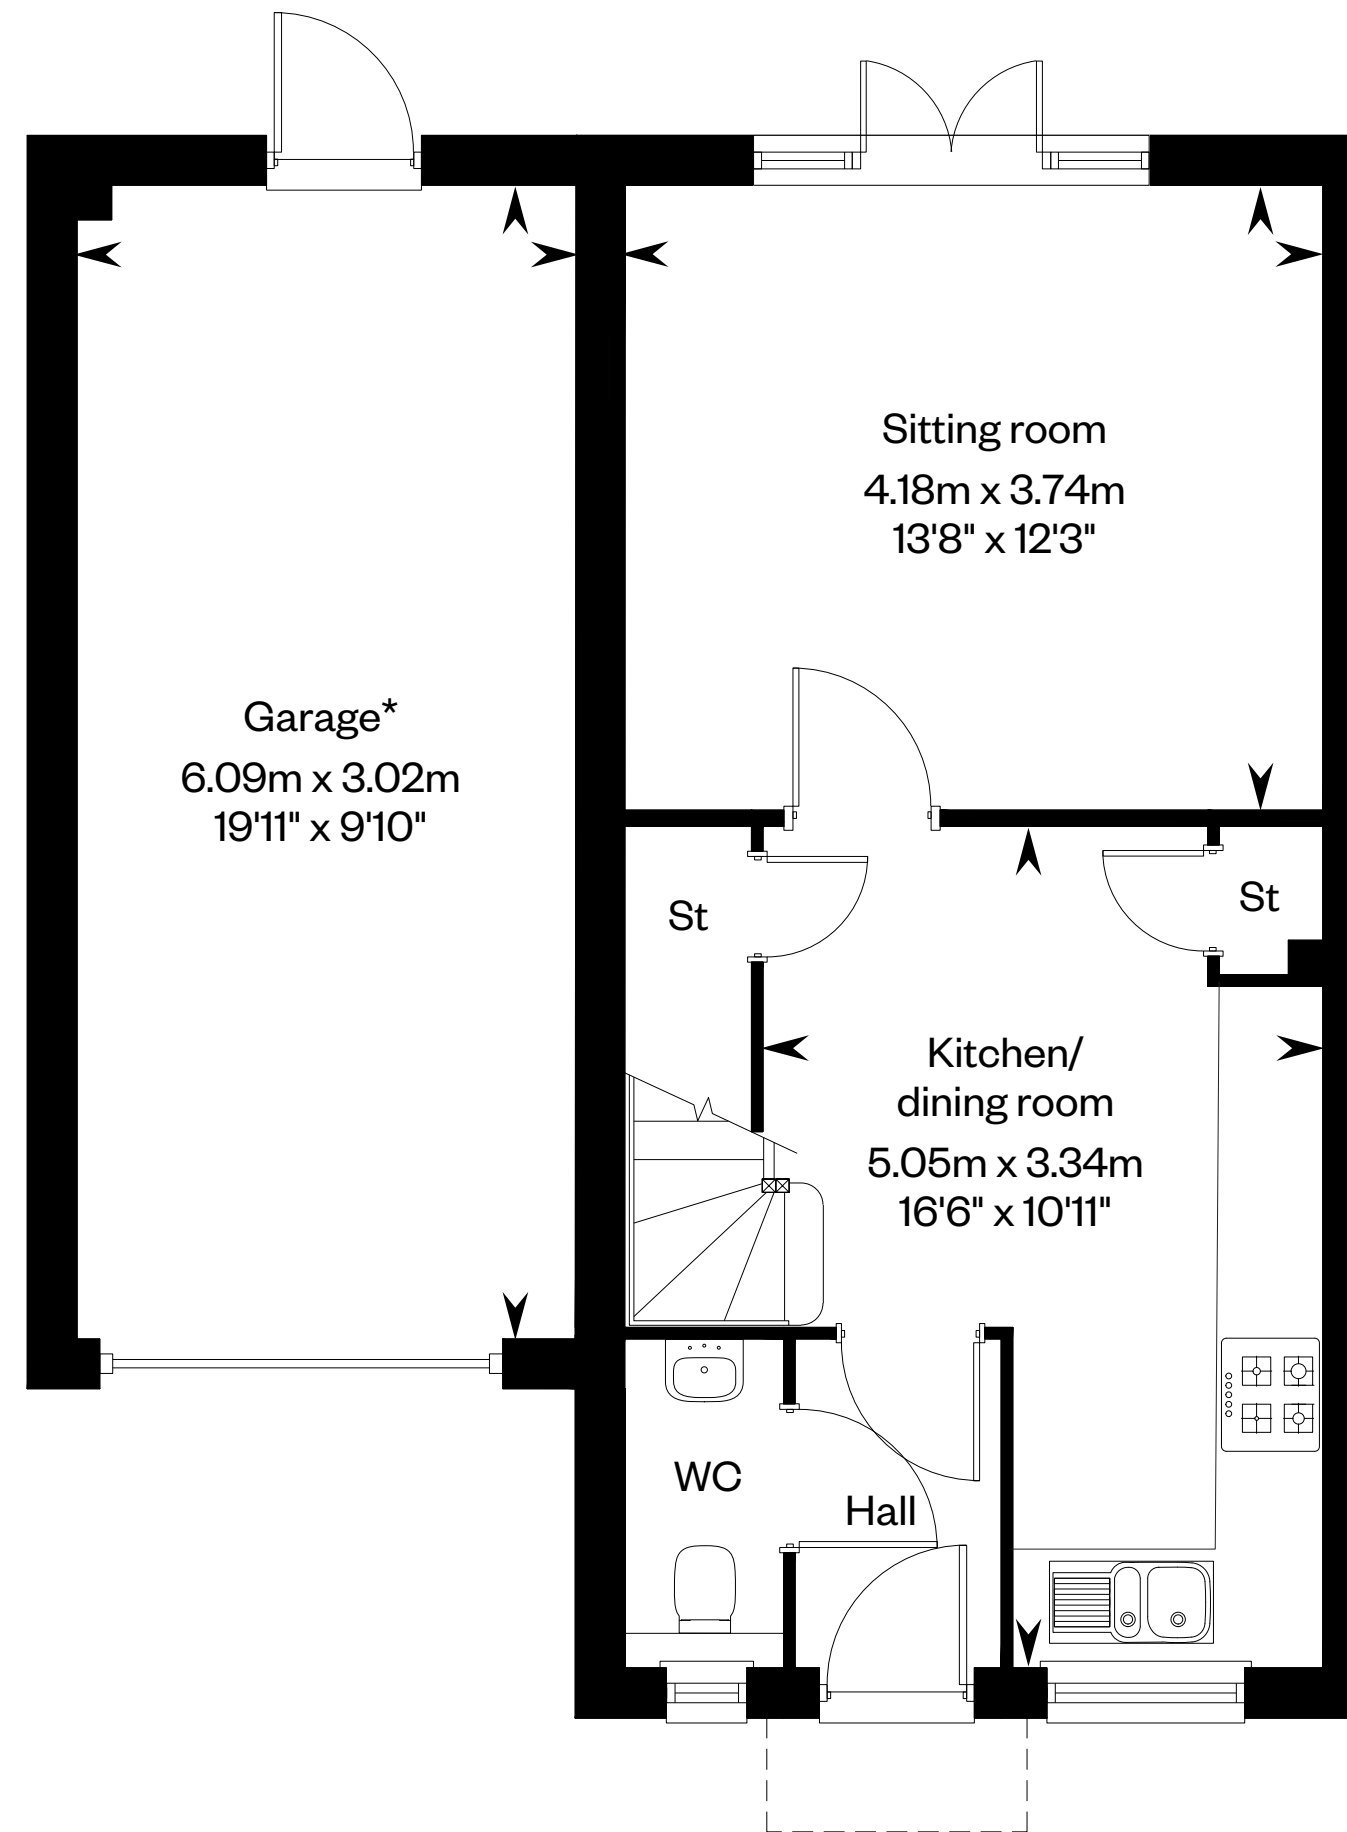 Sitting room
4.18m x 3.74m
13'8" x 12'3"
Garage*
6.09m x 3.02m
19'11" x 9'10"
St
St
Kitchen/
dining room
5.05m x 3.34m
16'6" x 10'11"
WC
Hall